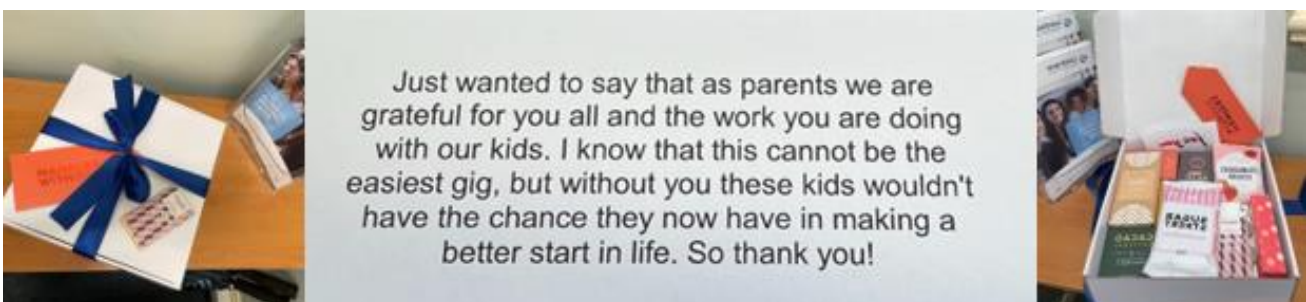 Just wanted to say that as parents we are
grateful for you all and the work you are doing
with our kids. I know that this cannot be the
easiest gig, but without you these kids wouldn't
have the chance they now have in making a
better start in life. So thank you!